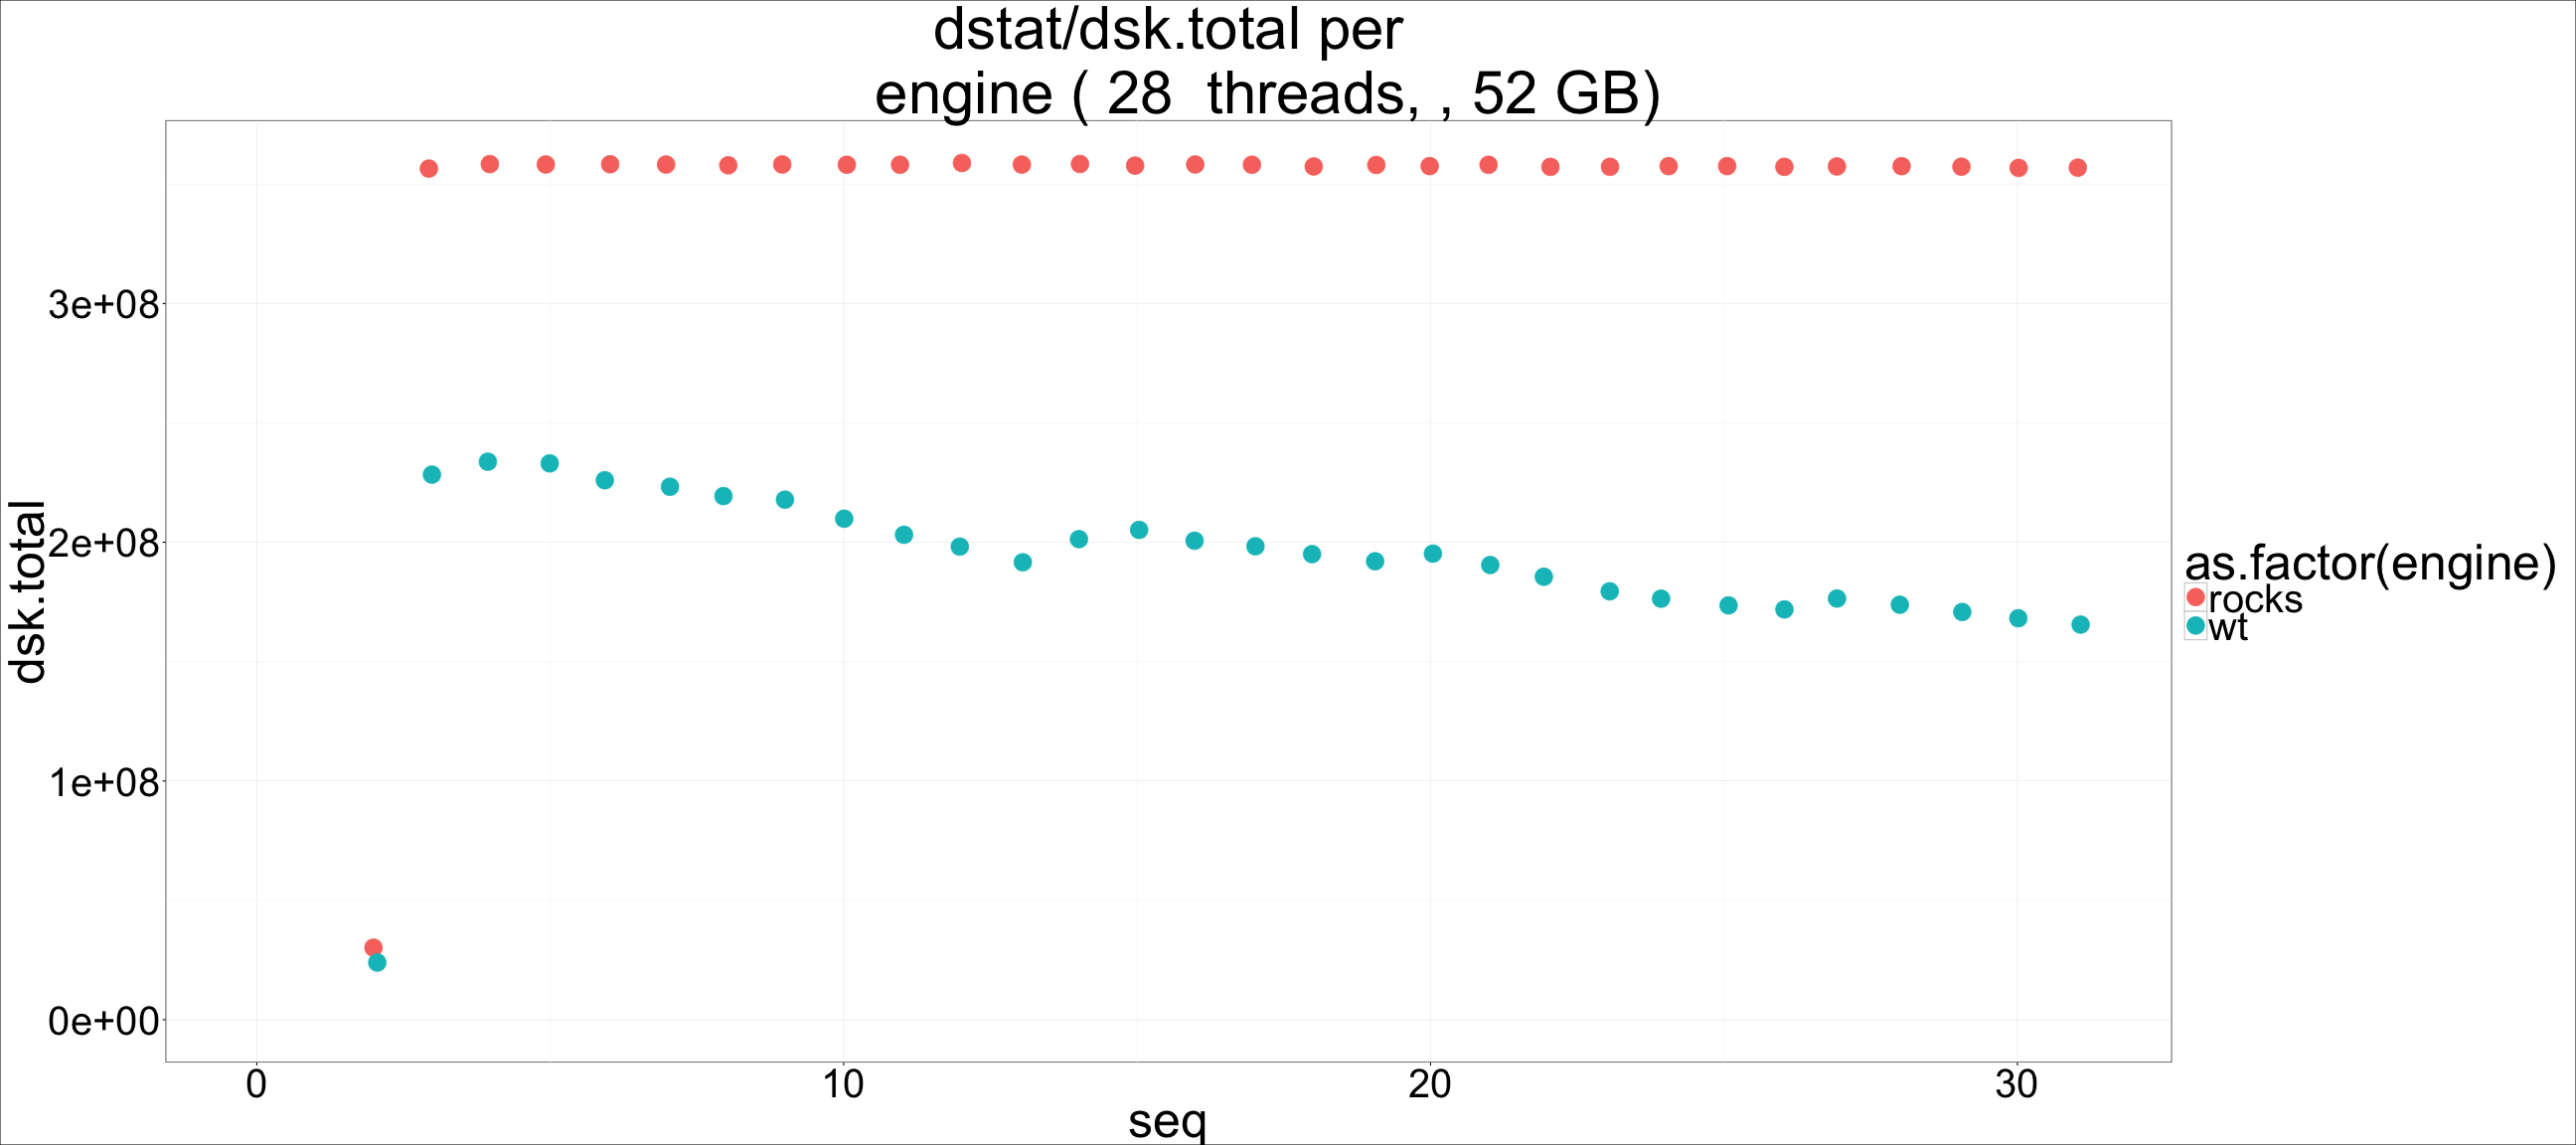 dstat/dsk.total per
engine ( 28  threads, , 52 GB)
dsk.total
3e+08
2e+08
1e+08
0e+00
0
10
20
30
seq
as.factor(engine)
rocks
wt